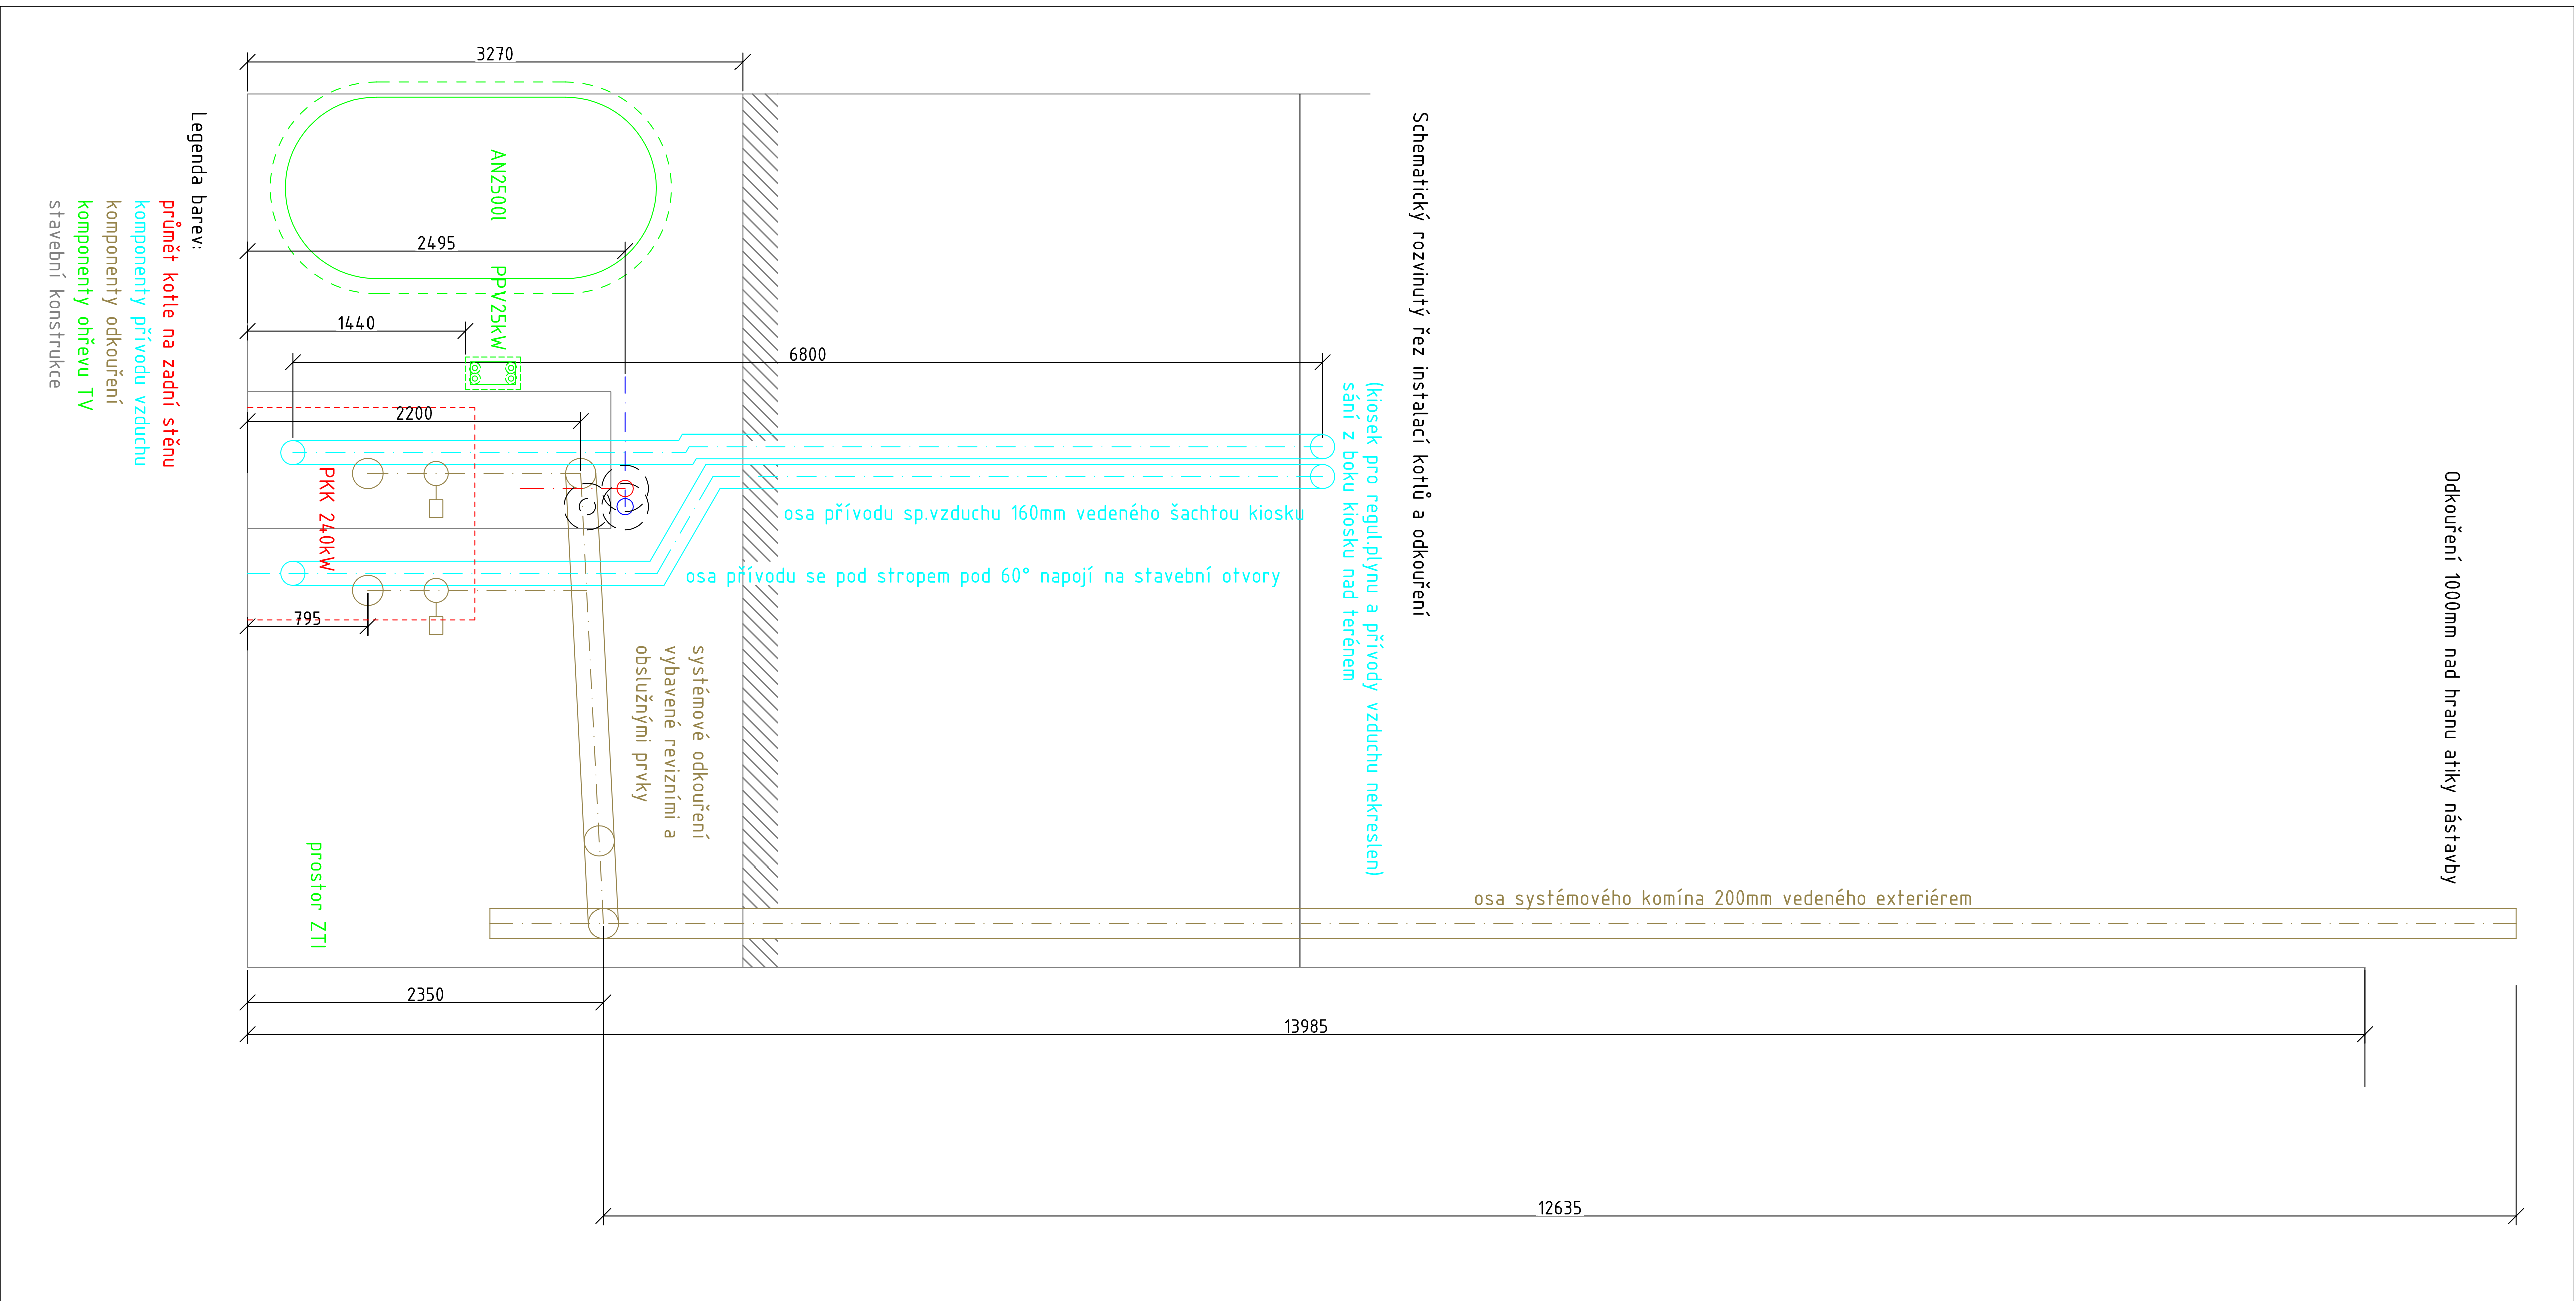 Schematický rozvinutý řez instalací kotlů a odkouření
Odkouření 1000mm nad hranu atiky nástavby
(kiosek pro regul.plynu a přívody vzduchu nekreslen)
sání z boku kiosku nad terénem
osa přívodu sp.vzduchu 160mm vedeného šachtou kiosku
osa přívodu se pod stropem pod 60° napojí na stavební otvory
osa systémového komína 200mm vedeného exteriérem
systémové odkouření
vybavené revizními a
obslužnými prvky
AN2500l
PPV25kW
PKK 240kW
prostor ZTI
3270
2495
1440
6800
2200
795
2350
13985
12635
Legenda barev:
průmět kotle na zadní stěnu
komponenty přívodu vzduchu
komponenty odkouření
komponenty ohřevu TV
stavební konstrukce